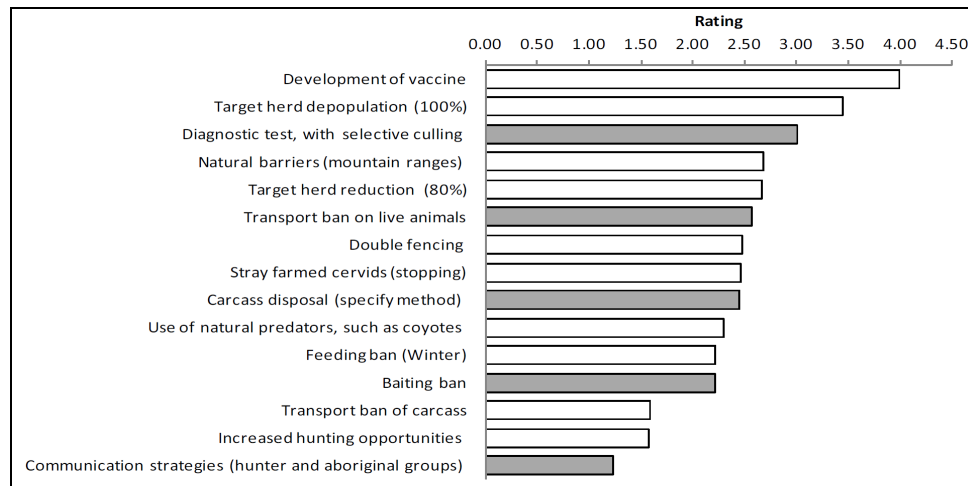 Rating
0.00 0.50 1.00 1.50 2.00 2.50 3.00 3.50 4.00 4.50
Development of vaccine
Target herd depopulation (100%)
Diagnostic test, with selective culling
Natural barriers (mountain ranges)
Target herd reduction (80%)
Transport ban on live animals
Double fencing
Stray farmed cervids (stopping)
Carcass disposal (specify method)
Use of natural predators, such as coyotes
Feeding ban (Winter)
Baiting ban
Transport ban of carcass
Increased hunting opportunities
Communication strategies (hunter and aboriginal groups)